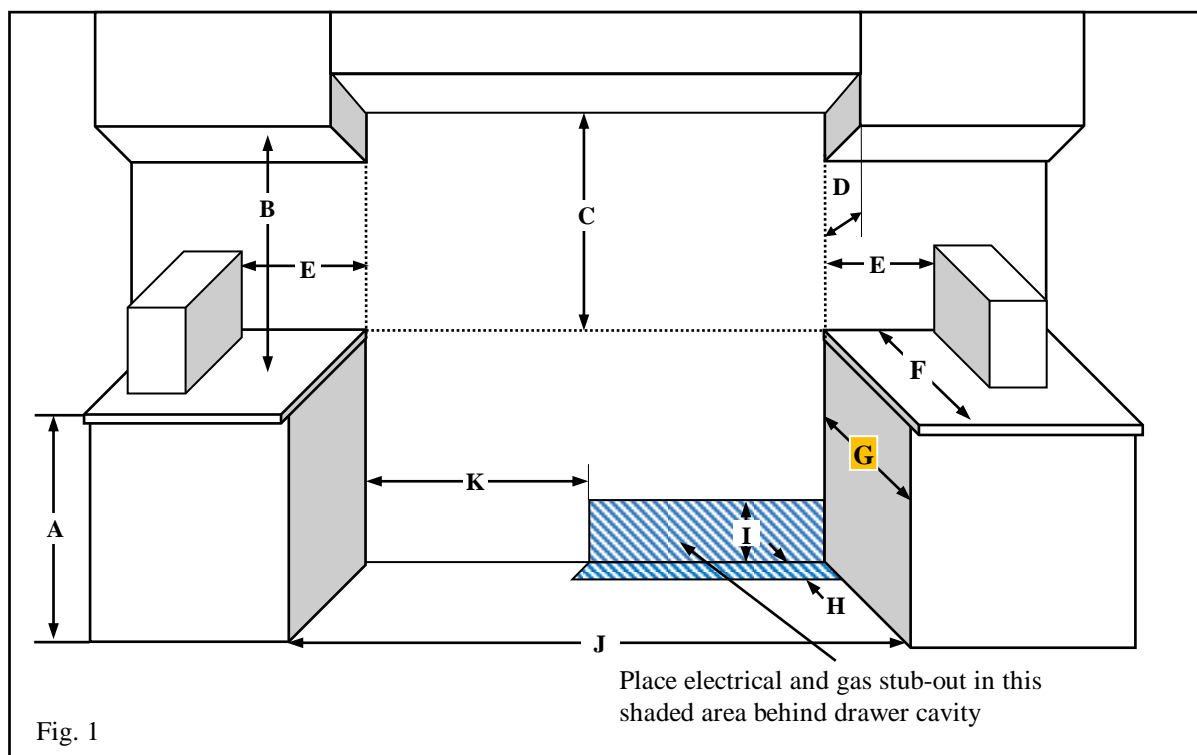 D
B
C
E
E
F
G
K
A
I
H
J
Place electrical and gas stub-out in this
shaded area behind drawer cavity
Fig. 1